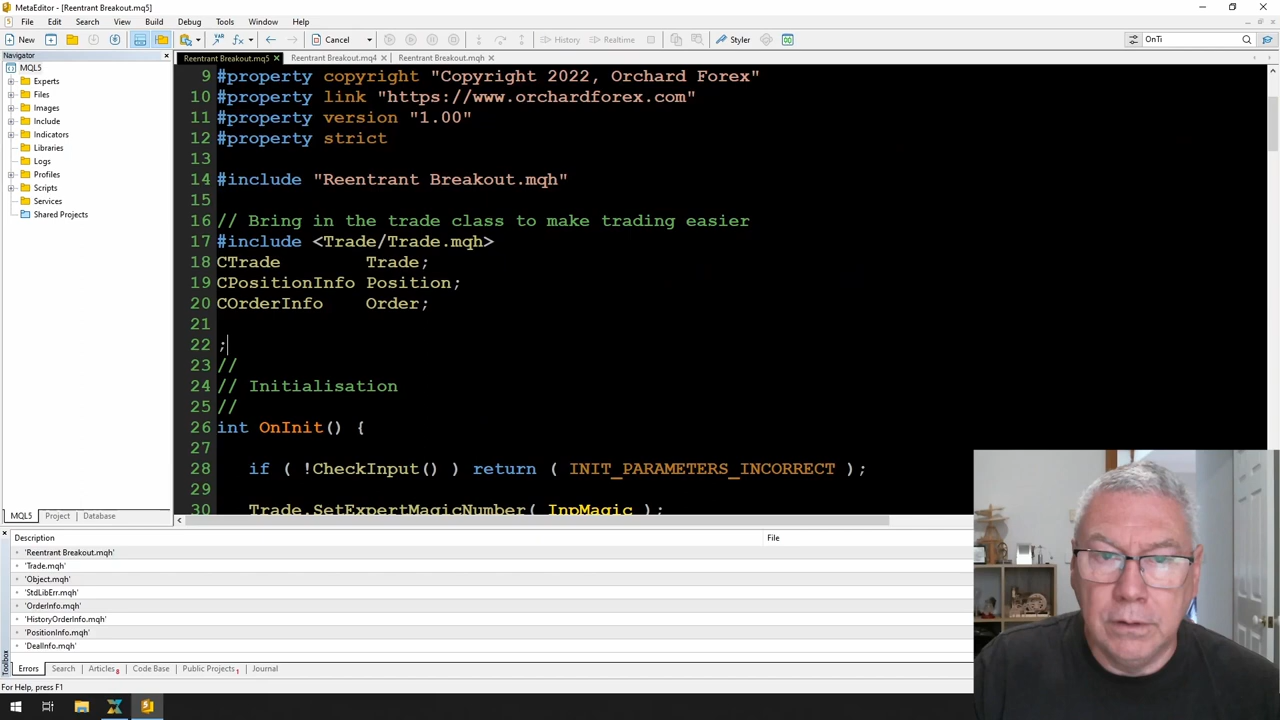 MetaEditor - [Reentrant Breakout.mq5]
File Edit Search View Build Debug Tools Window Help
New Cancel History Realtime Styler OnTi
Navigator
Reentrant Breakout.mq5 Reentrant Breakout.mq4 Reentrant Breakout.mqh
MQL5
Experts
Files
Images
Include
Indicators
Libraries
Logs
Profiles
Scripts
Services
Shared Projects
9 #property copyright "Copyright 2022, Orchard Forex"
10 #property link "https://www.orchardforex.com"
11 #property version "1.00"
12 #property strict
13
14 #include "Reentrant Breakout.mqh"
15
16 // Bring in the trade class to make trading easier
17 #include <Trade/Trade.mqh>
18 CTrade Trade;
19 CPositionInfo Position;
20 COrderInfo Order;
21
22 ;
23 //
24 // Initialisation
25 //
26 int OnInit() {
27
28 if ( !CheckInput() ) return ( INIT_PARAMETERS_INCORRECT );
29
30 Trade.SetExpertMagicNumber( InpMagic );
MQL5 Project Database
Description File
'Reentrant Breakout.mqh'
'Trade.mqh'
'Object.mqh'
'StdLibErr.mqh'
'OrderInfo.mqh'
'HistoryOrderInfo.mqh'
'PositionInfo.mqh'
'DealInfo.mqh'
Toolbox
Errors Search Articles 8 Code Base Public Projects 1 Journal
For Help, press F1